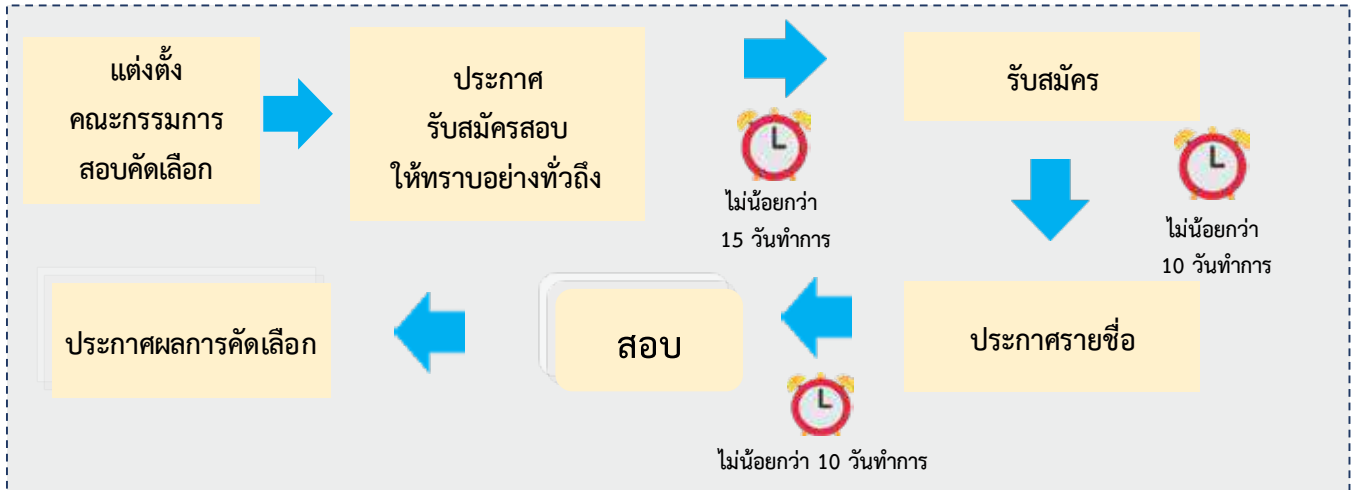 แต่งตั้ง
คณะกรรมการ
สอบคัดเลือก
ประกาศ
รับสมัครสอบ
ให้ทราบอย่างทั่วถึง
ไม่น้อยกว่า
15 วันทำการ
รับสมัคร
ไม่น้อยกว่า
10 วันทำการ
ประกาศรายชื่อ
ไม่น้อยกว่า 10 วันทำการ
สอบ
ประกาศผลการคัดเลือก